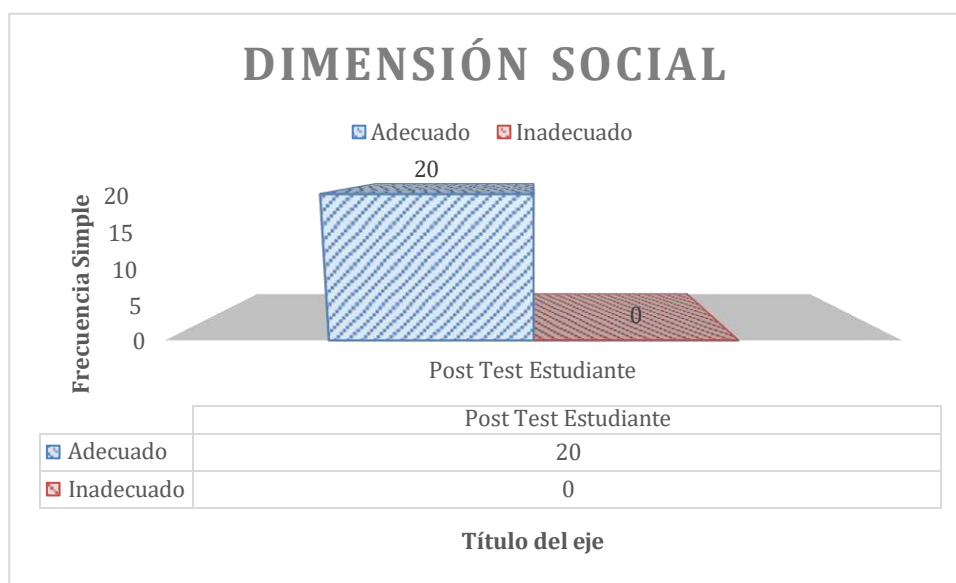 DIMENSIÓN SOCIAL
Adecuado Inadecuado
20
Frecuencia Simple
20
15
10
5
0
0
Post Test Estudiante
Post Test Estudiante
Adecuado 20
Inadecuado 0
Título del eje